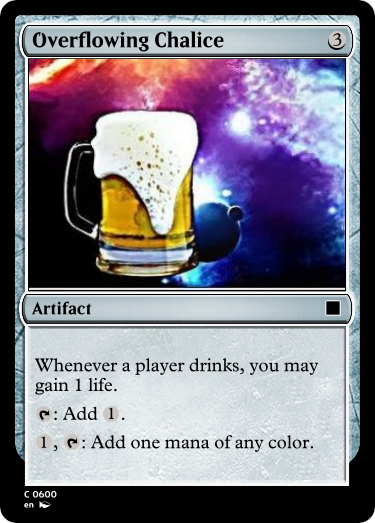 Overflowing Chalice 3
Artifact
Whenever a player drinks, you may
gain 1 life.
: Add 1.
1, : Add one mana of any color.
C 0600
en